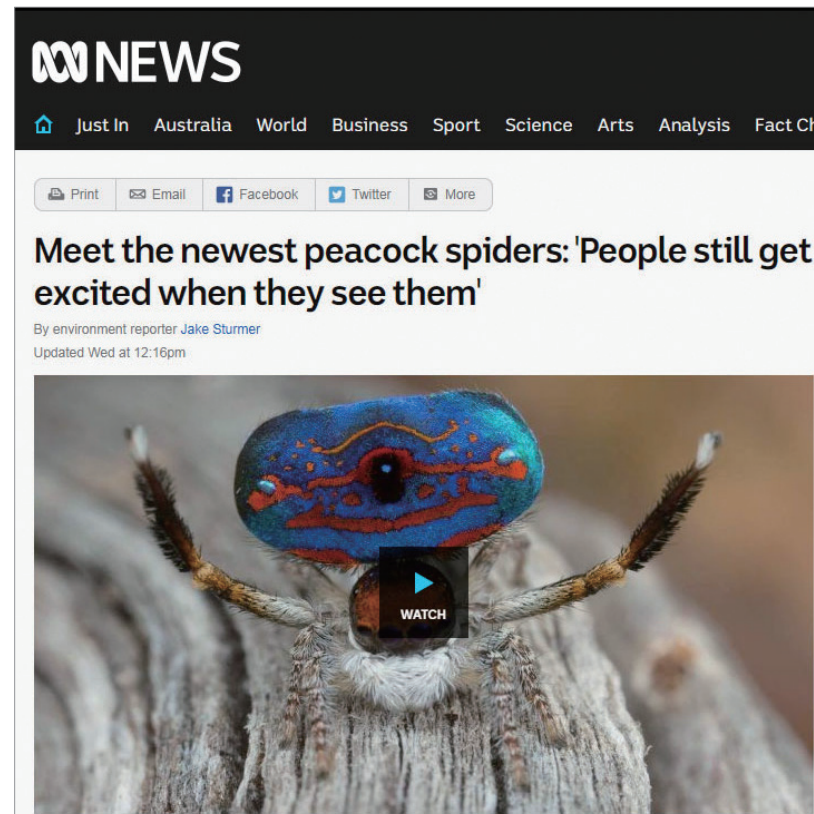 NEWS
Just In Australia World Business Sport Science Arts Analysis Fact Ch
Print Email Facebook Twitter More
Meet the newest peacock spiders: 'People still get
excited when they see them'
By environment reporter Jake Sturmer
Updated Wed at 12:16pm
WATCH